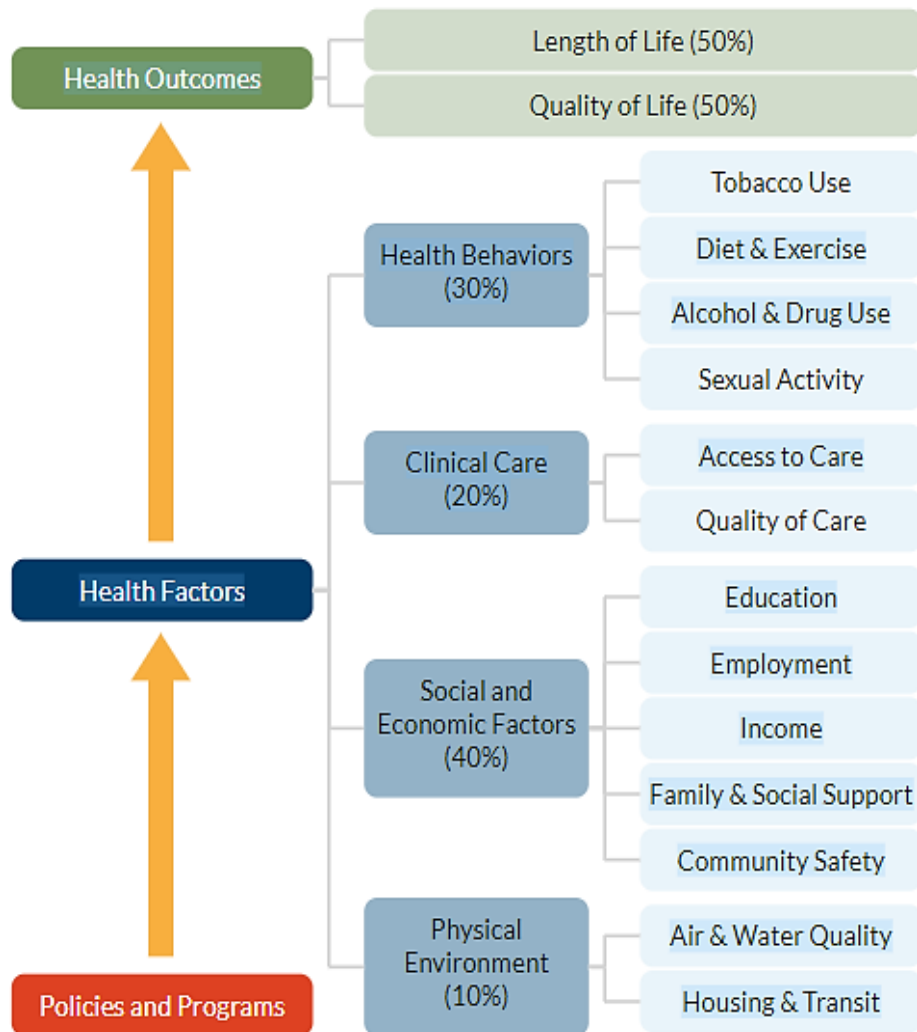 Health Outcomes
Length of Life (50%)
Quality of Life (50%)
Health Factors
Health Behaviors
(30%)
Tobacco Use
Diet & Exercise
Alcohol & Drug Use
Sexual Activity
Clinical Care
(20%)
Access to Care
Quality of Care
Social and
Economic Factors
(40%)
Education
Employment
Income
Family & Social Support
Community Safety
Physical
Environment
(10%)
Air & Water Quality
Housing & Transit
Policies and Programs